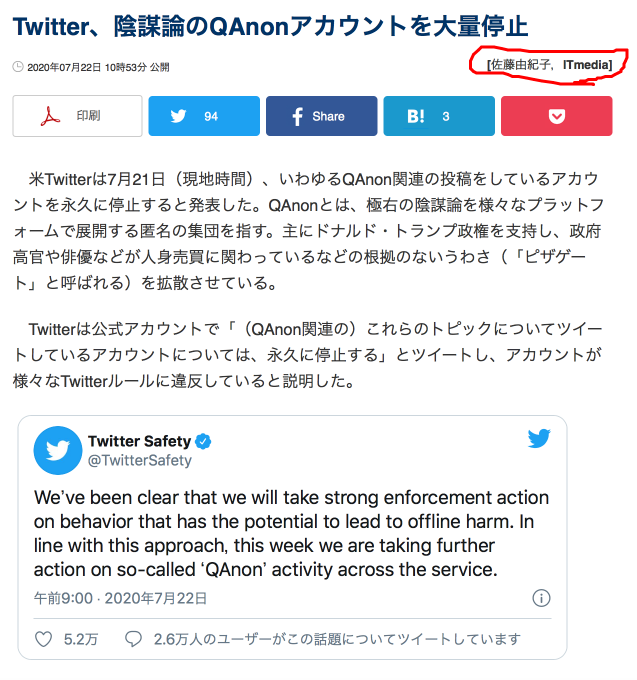 Twitter、陰謀論のQAnonアカウントを大量停止
2020年07月22日 10時53分 公開
[佐藤由紀子，ITmedia]
印刷
94
Share
B! 3
米Twitterは7月21日（現地時間）、いわゆるQAnon関連の投稿をしているアカウ
ントを永久に停止すると発表した。QAnonとは、極右の陰謀論を様々なプラットフ
ォームで展開する匿名の集団を指す。主にドナルド・トランプ政権を支持し、政府
高官や俳優などが人身売買に関わっているなどの根拠のないうわさ（「ピザゲー
ト」と呼ばれる）を拡散させている。
Twitterは公式アカウントで「（QAnon関連の）これらのトピックについてツイー
トしているアカウントについては、永久に停止する」とツイートし、アカウントが
様々なTwitterルールに違反していると説明した。
Twitter Safety
@TwitterSafety
We’ve been clear that we will take strong enforcement action
on behavior that has the potential to lead to offline harm. In
line with this approach, this week we are taking further
action on so-called ‘QAnon’ activity across the service.
午前9:00 · 2020年7月22日
5.2万
2.6万人のユーザーがこの話題についてツイートしています